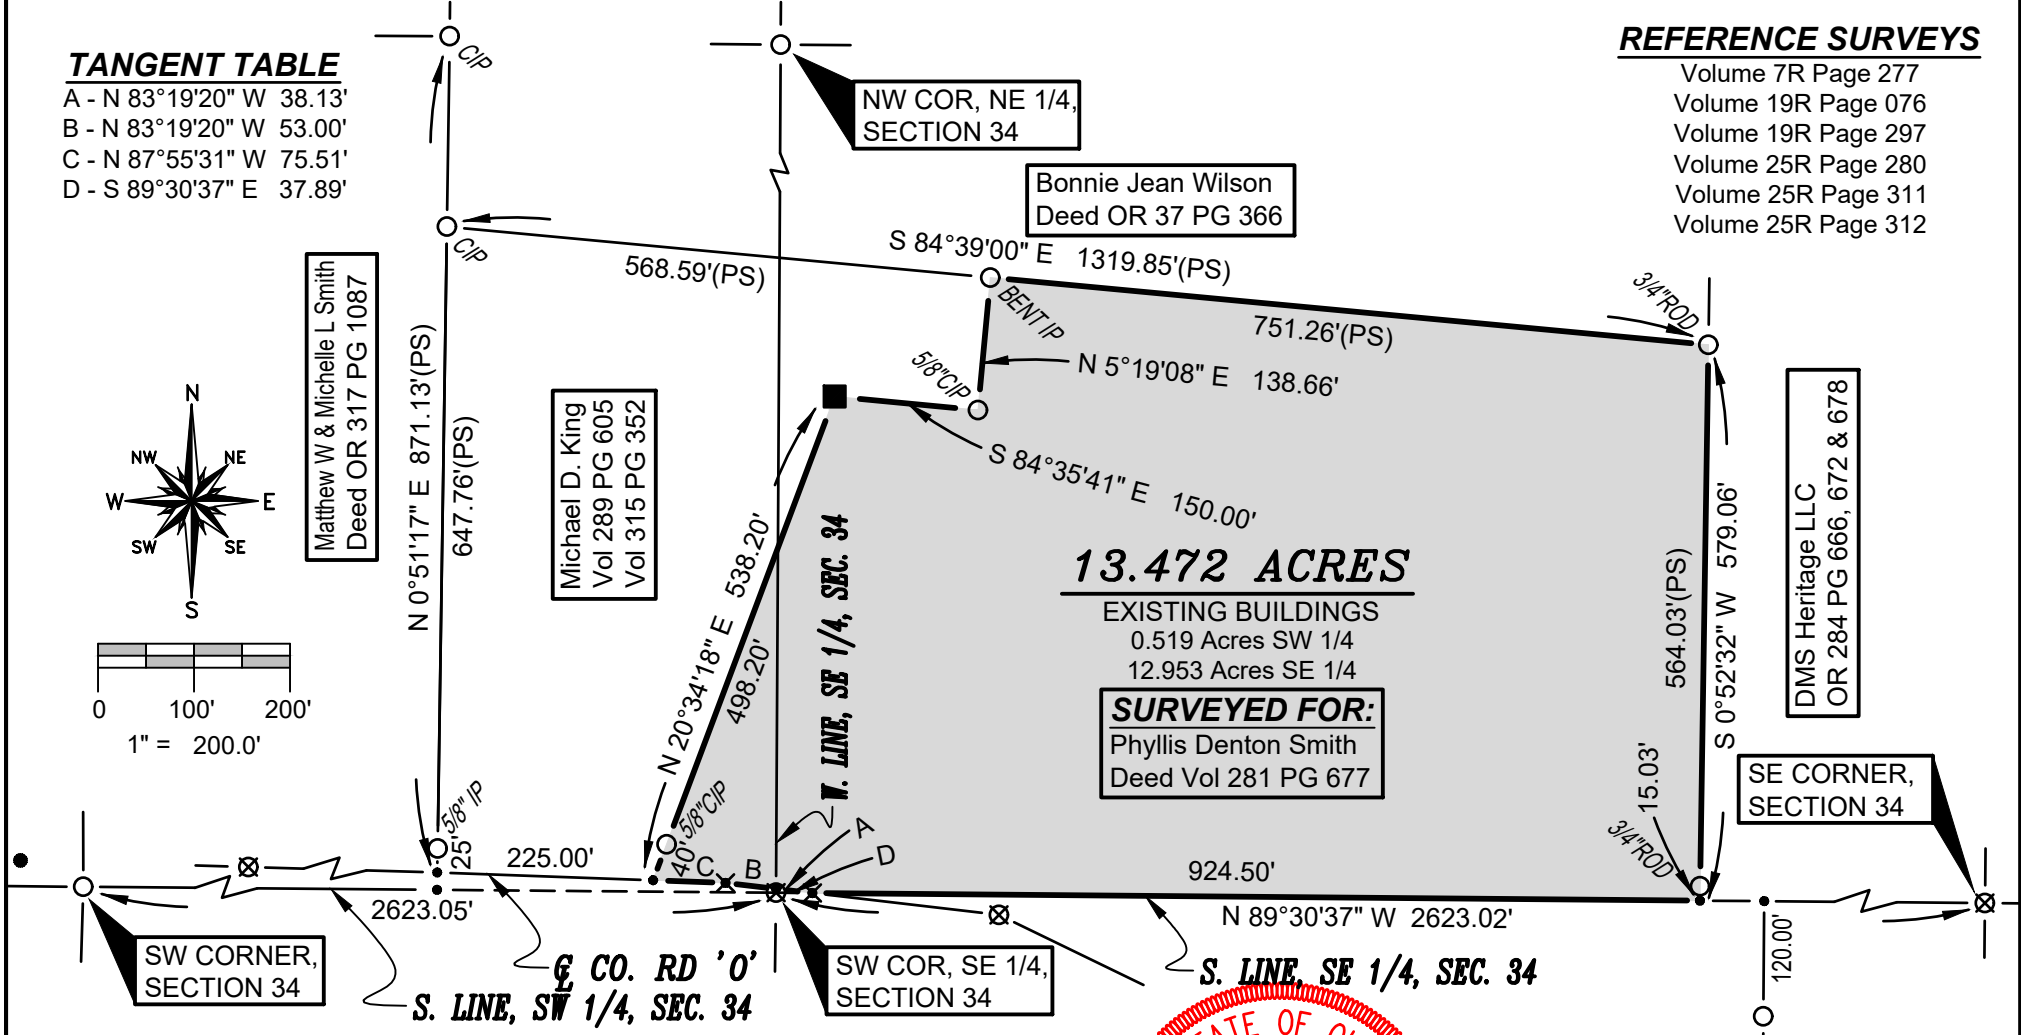 TANGENT TABLE
A - N 83°19'20" W 38.13'
B - N 83°19'20" W 53.00'
C - N 87°55'31" W 75.51'
D - S 89°30'37" E 37.89'
CIP
NW COR, NE 1/4,
SECTION 34
REFERENCE SURVEYS
Volume 7R Page 277
Volume 19R Page 076
Volume 19R Page 297
Volume 25R Page 280
Volume 25R Page 311
Volume 25R Page 312
Bonnie Jean Wilson
Deed OR 37 PG 366
CIP
568.59'(PS)
S 84°39'00" E 1319.85'(PS)
BENT IP
751.26'(PS)
3/4"ROD
N 5°19'08" E 138.66'
5/8"CIP
S 84°35'41" E 150.00'
Matthew W & Michelle L Smith
Deed OR 317 PG 1087
N 0°51'17" E 871.13'(PS)
647.76'(PS)
Michael D. King
Vol 289 PG 605
Vol 315 PG 352
N
NW
NE
W
E
SW
SE
S
0 100' 200'
1" = 200.0'
N 20°34'18" E 538.20'
498.20'
W. LINE, SE 1/4, SEC. 34
13.472 ACRES
EXISTING BUILDINGS
0.519 Acres SW 1/4
12.953 Acres SE 1/4
SURVEYED FOR:
Phyllis Denton Smith
Deed Vol 281 PG 677
564.03'(PS)
S 0°52'32" W 579.06'
DMS Heritage LLC
OR 284 PG 666, 672 & 678
15.03'
3/4"ROD
SE CORNER,
SECTION 34
5/8" IP
25'
225.00'
5/8"CIP
40'
C
B
A
D
924.50'
2623.05'
N 89°30'37" W 2623.02'
SW CORNER,
SECTION 34
℄ CO. RD 'O'
S. LINE, SW 1/4, SEC. 34
SW COR, SE 1/4,
SECTION 34
S. LINE, SE 1/4, SEC. 34
120.00'